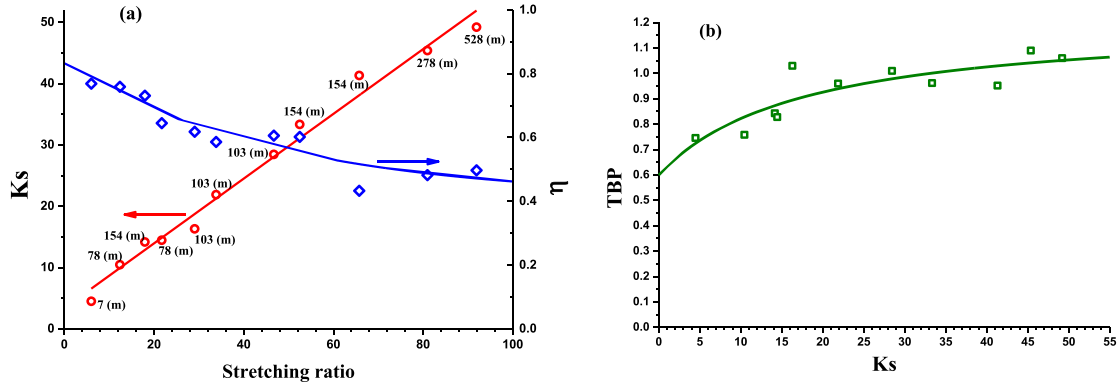 (a)
Ks
50
40
30
20
10
0
1.0
0.8
0.6
0.4
0.2
0.0
η
528 (m)
278 (m)
154 (m)
154 (m)
103 (m)
103 (m)
154 (m)
103 (m)
78 (m)
78 (m)
7 (m)
0 20 40 60 80 100
Stretching ratio
(b)
TBP
1.2
1.1
1.0
0.9
0.8
0.7
0.6
0.5
0.4
0.3
0.2
0.1
0.0
0 5 10 15 20 25 30 35 40 45 50 55
Ks